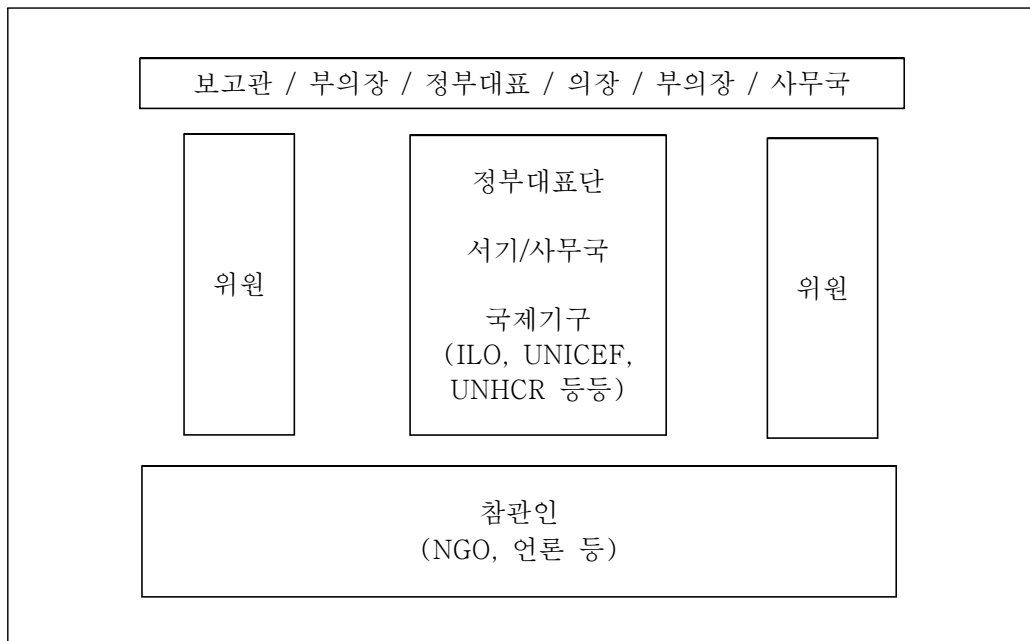 보고관 / 부의장 / 정부대표 / 의장 / 부의장 / 사무국
위원
정부대표단
서기/사무국
국제기구
(ILO, UNICEF,
UNHCR 등등)
위원
참관인
(NGO, 언론 등)